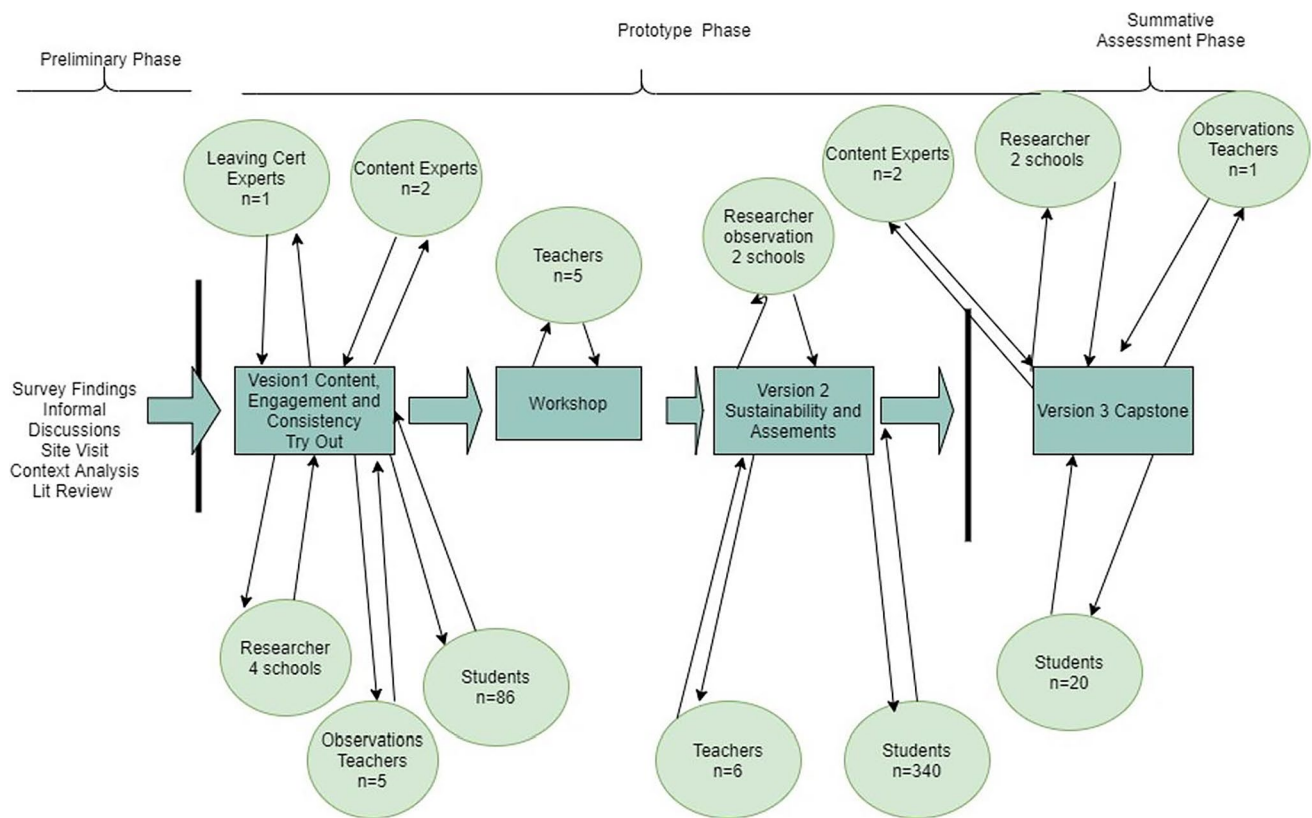 Preliminary Phase
Prototype  Phase
Summative
Assessment Phase
Leaving Cert
Experts
n=1
Content Experts
n=2
Teachers
n=5
Researcher
observation
2 schools
Content Experts
n=2
Researcher
2 schools
Observations
Teachers
n=1
Survey Findings
Informal
Discussions
Site Visit
Context Analysis
Lit Review
Vesion1 Content,
Engagement and
Consistency
Try Out
Workshop
Version 2
Sustainability and
Assements
Version 3 Capstone
Researcher
4 schools
Observations
Teachers
n=5
Students
n=86
Teachers
n=6
Students
n=340
Students
n=20